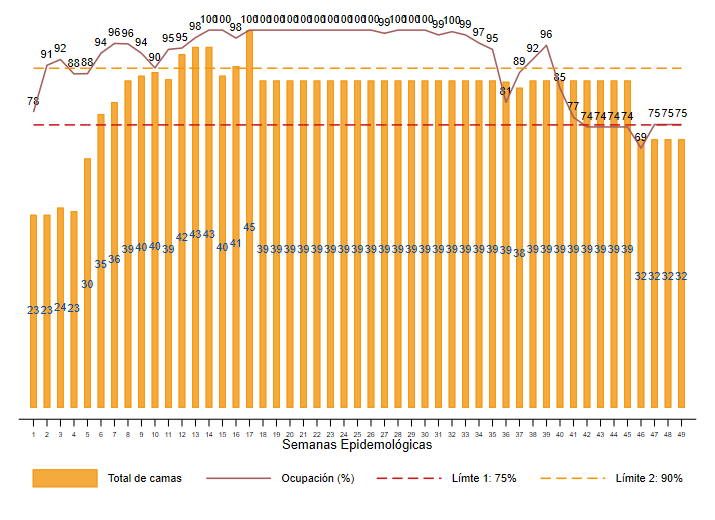 78 91 92 88 88 94 96 96 94 90 95 95 98 100 100 98 100 100 100 100 100 100 100 100 100 100 99 100 100 100 99 100 99 97 95 81 89 92 96 85 77 74 74 74 74 69 75 75 75
23 23 24 23 30 35 36 39 40 40 39 42 43 43 40 41 45 39 39 39 39 39 39 39 39 39 39 39 39 39 39 39 39 39 39 39 38 39 39 39 39 39 39 39 39 32 32 32 32
1 2 3 4 5 6 7 8 9 10 11 12 13 14 15 16 17 18 19 20 21 22 23 24 25 26 27 28 29 30 31 32 33 34 35 36 37 38 39 40 41 42 43 44 45 46 47 48 49
Semanas Epidemológicas
Total de camas Ocupación (%) Límte 1: 75% Límite 2: 90%